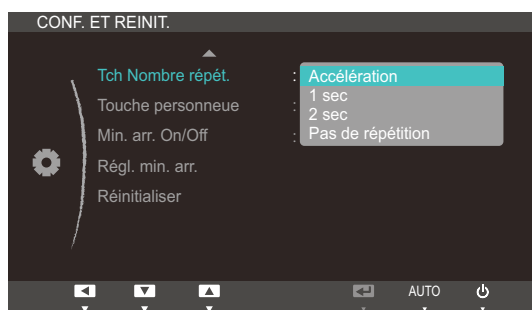 CONF. ET REINIT.
Tch Nombre répét. : Accélération
1 sec
Touche personneue :
2 sec
Min. arr. On/Off : Pas de répétition
Régl. min. arr.
Réinitialiser
AUTO